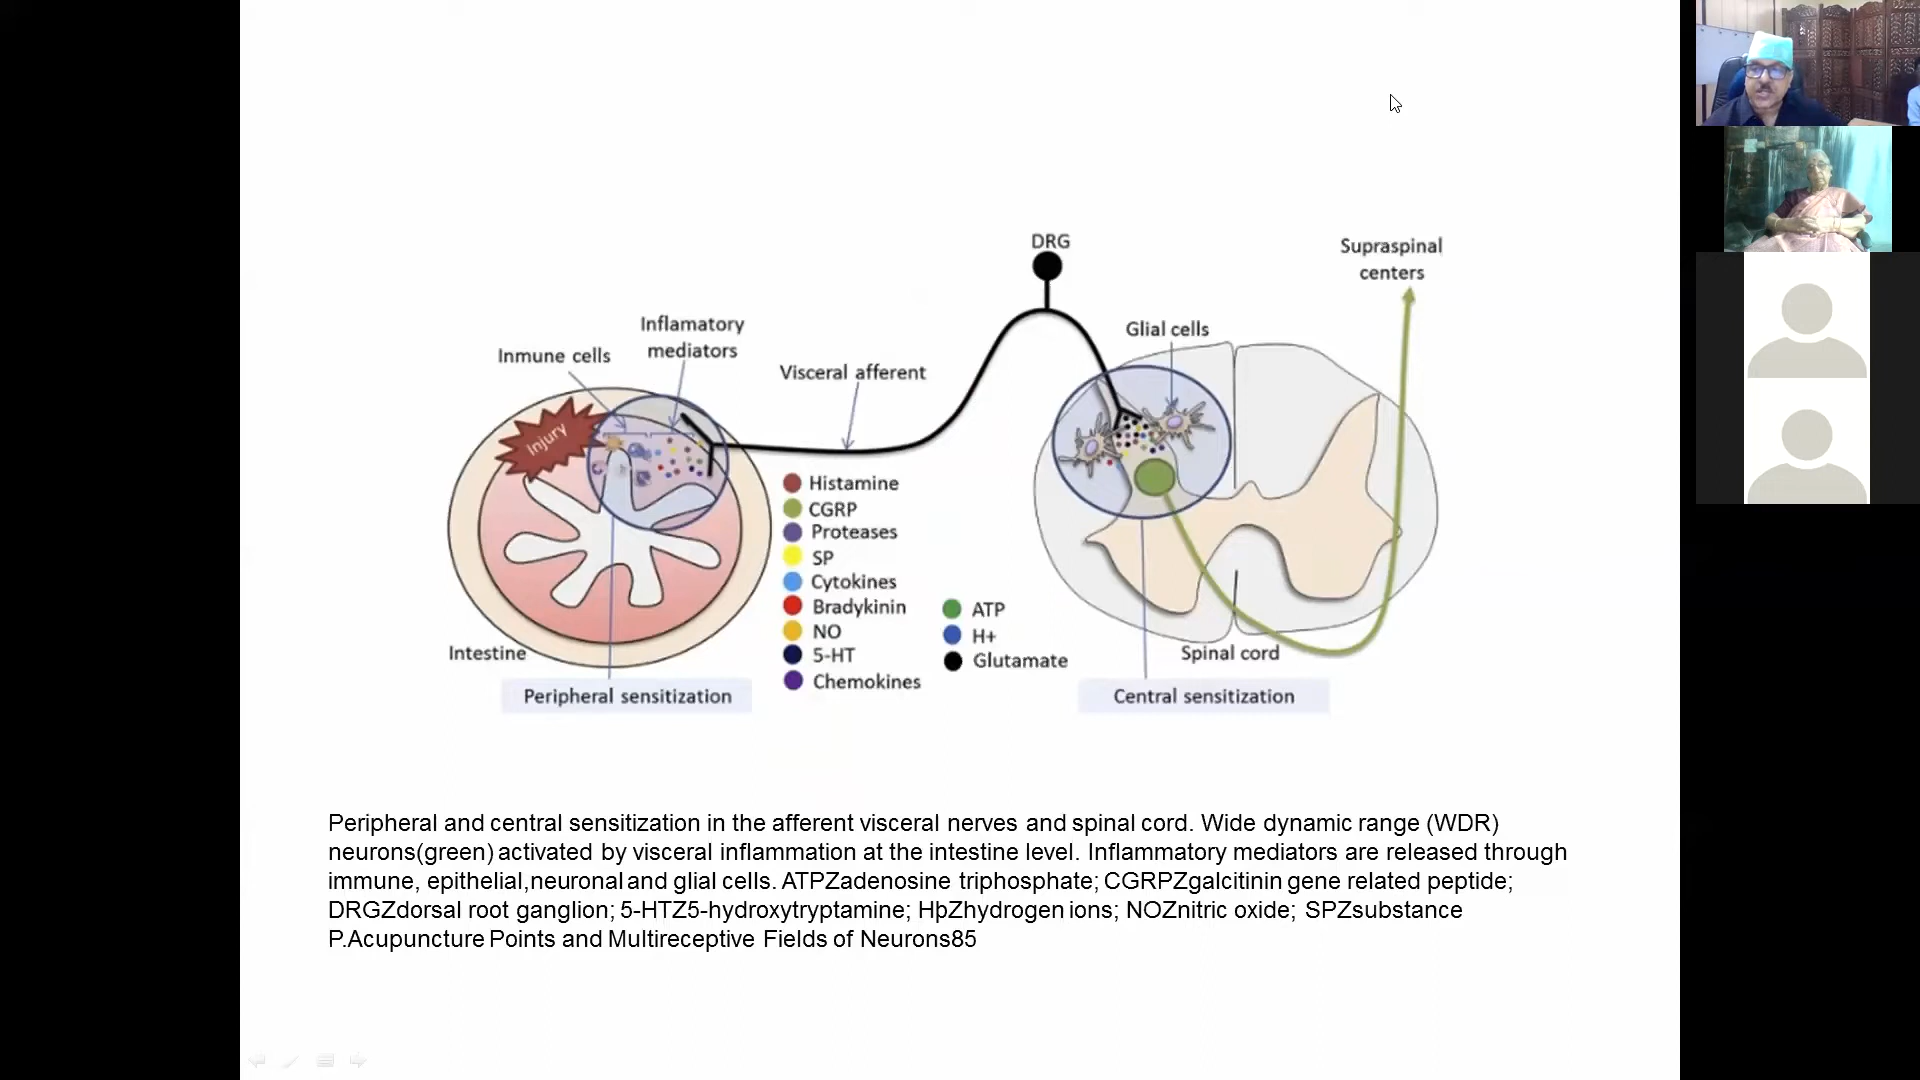 DRG
Supraspinal
centers
Inflamatory
mediators
Glial cells
Inmune cells
Visceral afferent
Injury
Histamine
CGRP
Proteases
SP
Cytokines
Bradykinin
NO
5-HT
Chemokines
ATP
H+
Glutamate
Intestine
Spinal cord
Peripheral sensitization
Central sensitization
Peripheral and central sensitization in the afferent visceral nerves and spinal cord. Wide dynamic range (WDR)
neurons(green) activated by visceral inflammation at the intestine level. Inflammatory mediators are released through
immune, epithelial,neuronal and glial cells. ATPZadenosine triphosphate; CGRPZgalcitinin gene related peptide;
DRGZdorsal root ganglion; 5-HTZ5-hydroxytryptamine; HþZhydrogen ions; NOZnitric oxide; SPZsubstance
P.Acupuncture Points and Multireceptive Fields of Neurons85